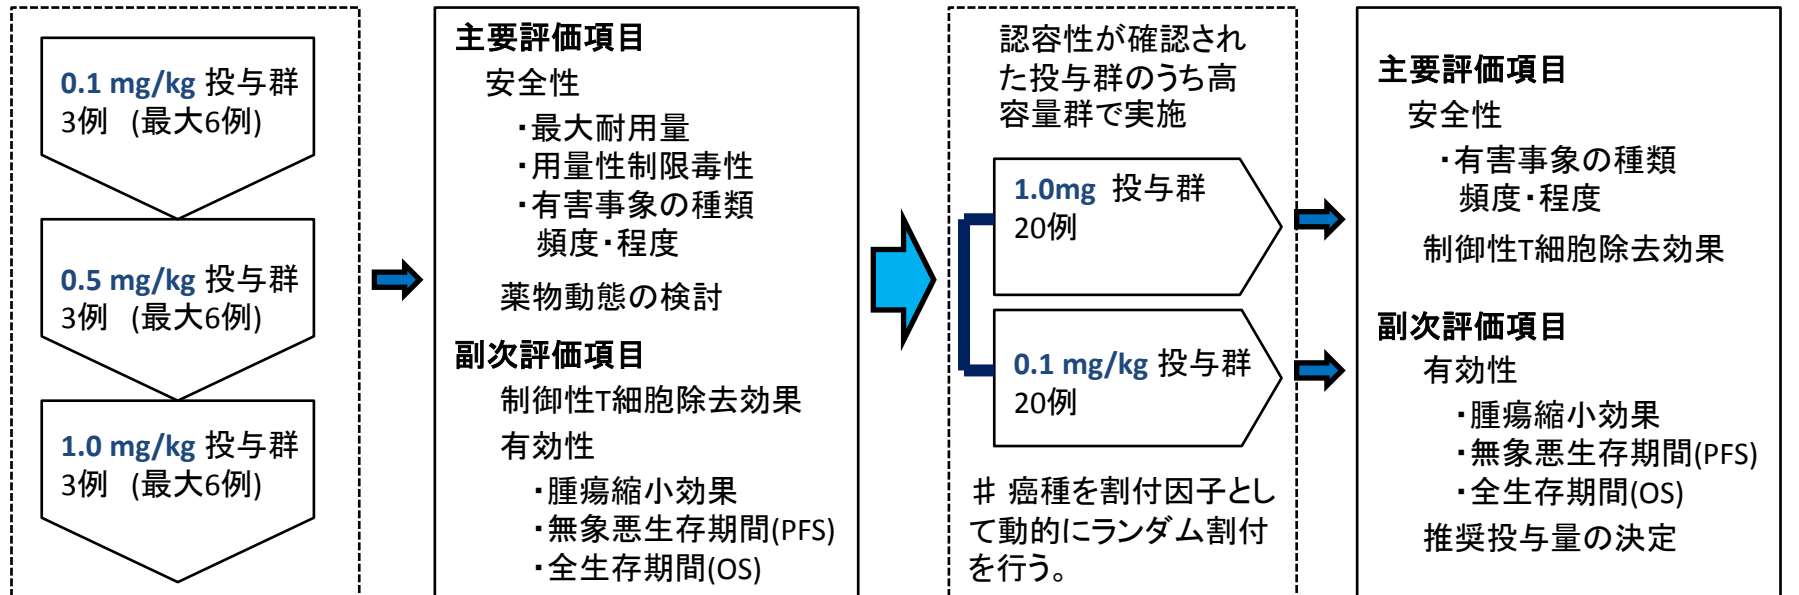 0.1 mg/kg 投与群
3例 (最大6例)
0.5 mg/kg 投与群
3例 (最大6例)
1.0 mg/kg 投与群
3例 (最大6例)
主要評価項目
安全性
・最大耐用量
・用量性制限毒性
・有害事象の種類
頻度・程度
薬物動態の検討
副次評価項目
制御性T細胞除去効果
有効性
・腫瘍縮小効果
・無象悪生存期間(PFS)
・全生存期間(OS)
認容性が確認され
た投与群のうち高
容量群で実施
1.0mg 投与群
20例
0.1 mg/kg 投与群
20例
♯ 癌種を割付因子とし
て動的にランダム割付
を行う。
主要評価項目
安全性
・有害事象の種類
頻度・程度
制御性T細胞除去効果
副次評価項目
有効性
・腫瘍縮小効果
・無象悪生存期間(PFS)
・全生存期間(OS)
推奨投与量の決定